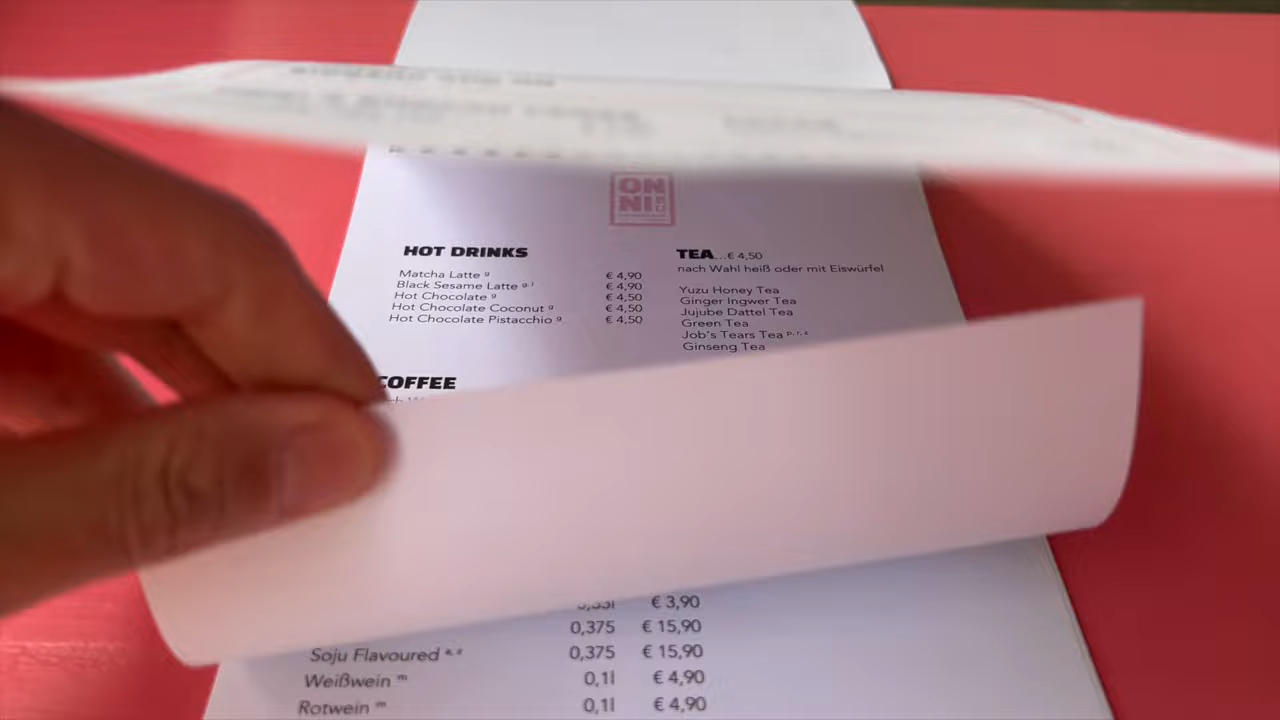 ON
NI
HOT DRINKS
Matcha Latte g € 4,90
Black Sesame Latte g, l € 4,90
Hot Chocolate g € 4,50
Hot Chocolate Coconut g € 4,50
Hot Chocolate Pistacchio g € 4,50
TEA...€ 4,50
nach Wahl heiß oder mit Eiswürfel
Yuzu Honey Tea
Ginger Ingwer Tea
Jujube Dattel Tea
Green Tea
Job's Tears Tea
Ginseng Tea
COFFEE
€ 3,90
0,375 € 15,90
Soju Flavoured 0,375 € 15,90
Weißwein m 0,1l € 4,90
Rotwein m 0,1l € 4,90